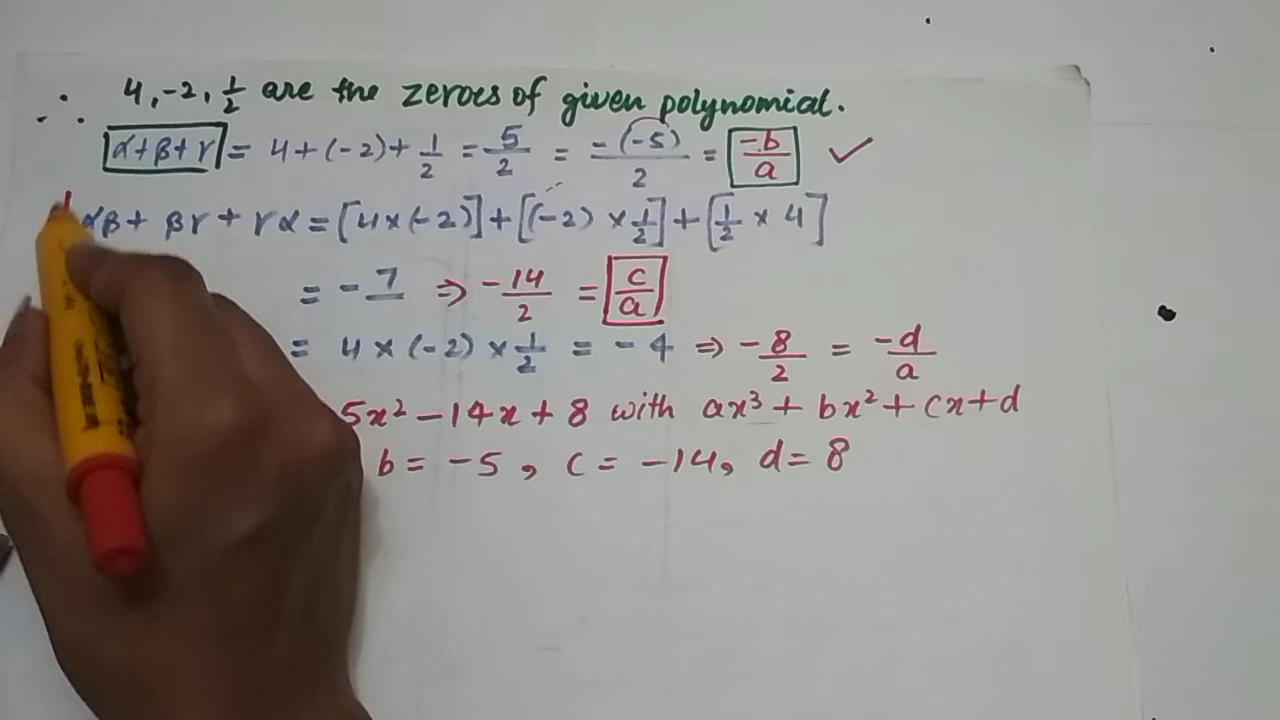 ∴ 4, -2, 1/2 are the zeroes of given polynomial.
α+β+γ = 4+(-2)+ 1/2 = 5/2 = -(-5)/2 = -b/a ✓
αβ + βγ + γα = [4×(-2)] + [(-2) × 1/2] + [1/2 × 4]
= -7 ⇒ -14/2 = c/a
= 4 × (-2) × 1/2 = -4 ⇒ -8/2 = -d/a
5x² - 14x + 8 with ax³ + bx² + cx + d
b = -5, c = -14, d = 8